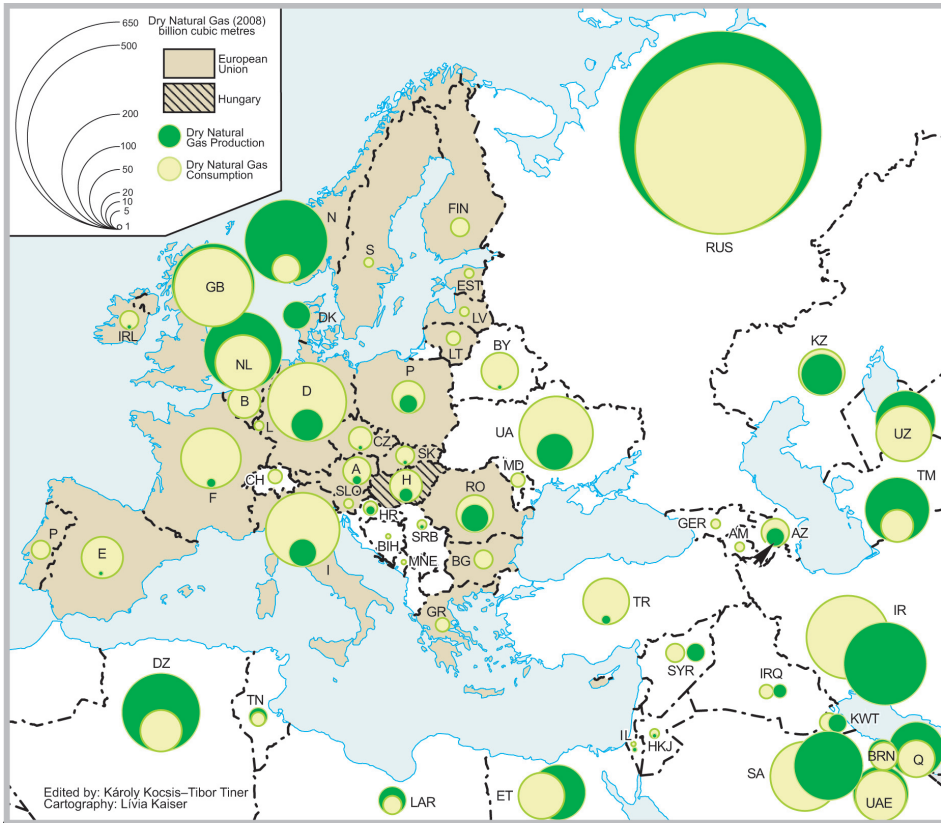 650
500
200
100
50
20
10
5
1
Dry Natural Gas (2008)
billion cubic metres
European
Union
Hungary
Dry Natural
Gas Production
Dry Natural Gas
Consumption
N
FIN
S
RUS
GB
EST
DK
LV
IRL
LT
BY
KZ
NL
P
D
B
UA
UZ
L
CZ
SK
TM
A
H
MD
F
CH
SLO
RO
HR
SRB
GER
AM
AZ
P
E
BIH
BG
I
MNE
TR
GR
IR
DZ
SYR
IRQ
TN
KWT
IL
HKJ
BRN
Q
SA
ET
LAR
UAE
Edited by: Károly Kocsis–Tibor Tiner
Cartography: Lívia Kaiser